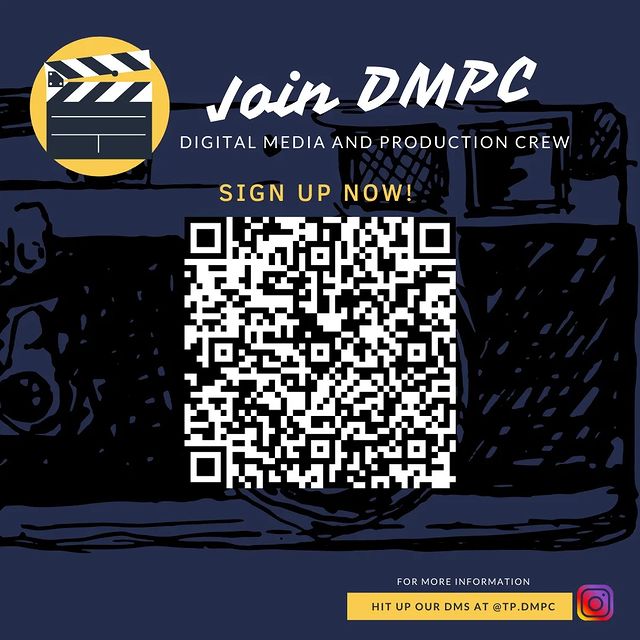 Join DMPC
DIGITAL MEDIA AND PRODUCTION CREW
SIGN UP NOW!
FOR MORE INFORMATION
HIT UP OUR DMS AT @TP.DMPC